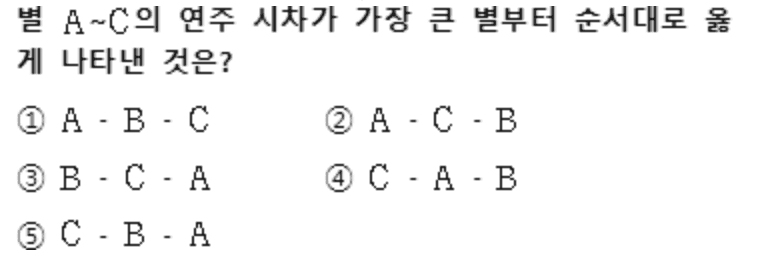 별 A~C의 연주 시차가 가장 큰 별부터 순서대로 옳
게 나타낸 것은?
① A - B - C ② A - C - B
③ B - C - A ④ C - A - B
⑤ C - B - A